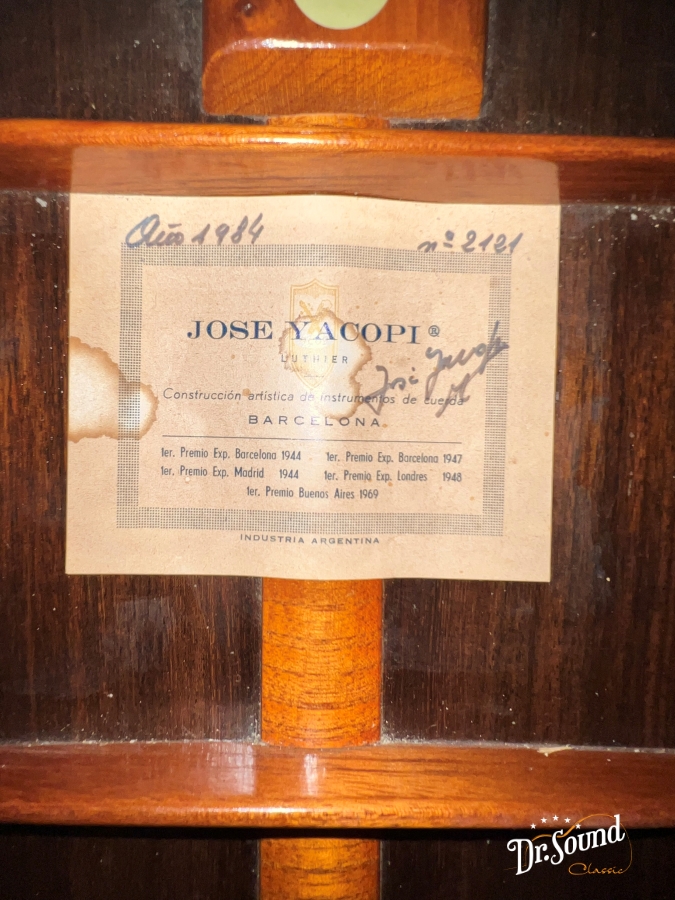 Año 1984 nº 2121
JOSE YACOPI ®
LUTHIER
José Yacopi
Construcción artística de instrumentos de cuerda
BARCELONA
1er. Premio Exp. Barcelona 1944 1er. Premio Exp. Barcelona 1947
1er. Premio Exp. Madrid 1944 1er. Premio Exp. Londres 1948
1er. Premio Buenos Aires 1969
INDUSTRIA ARGENTINA
Dr. Sound
Classic